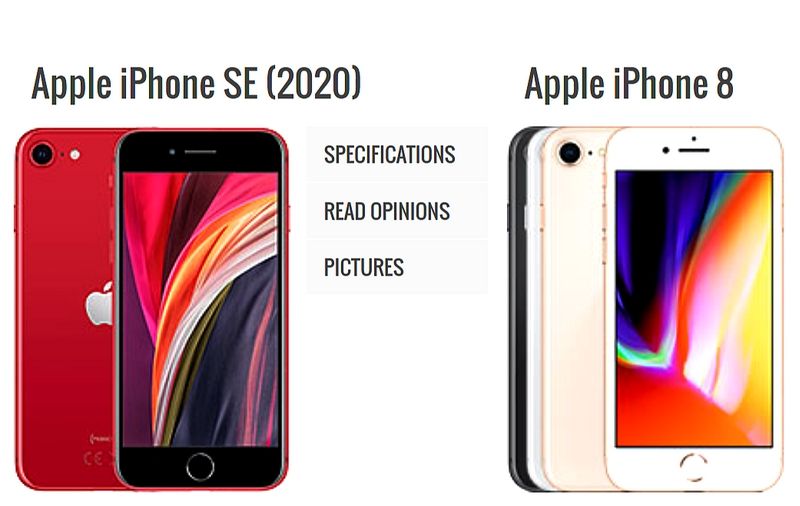 Apple iPhone SE (2020)
Apple iPhone 8
SPECIFICATIONS
READ OPINIONS
PICTURES